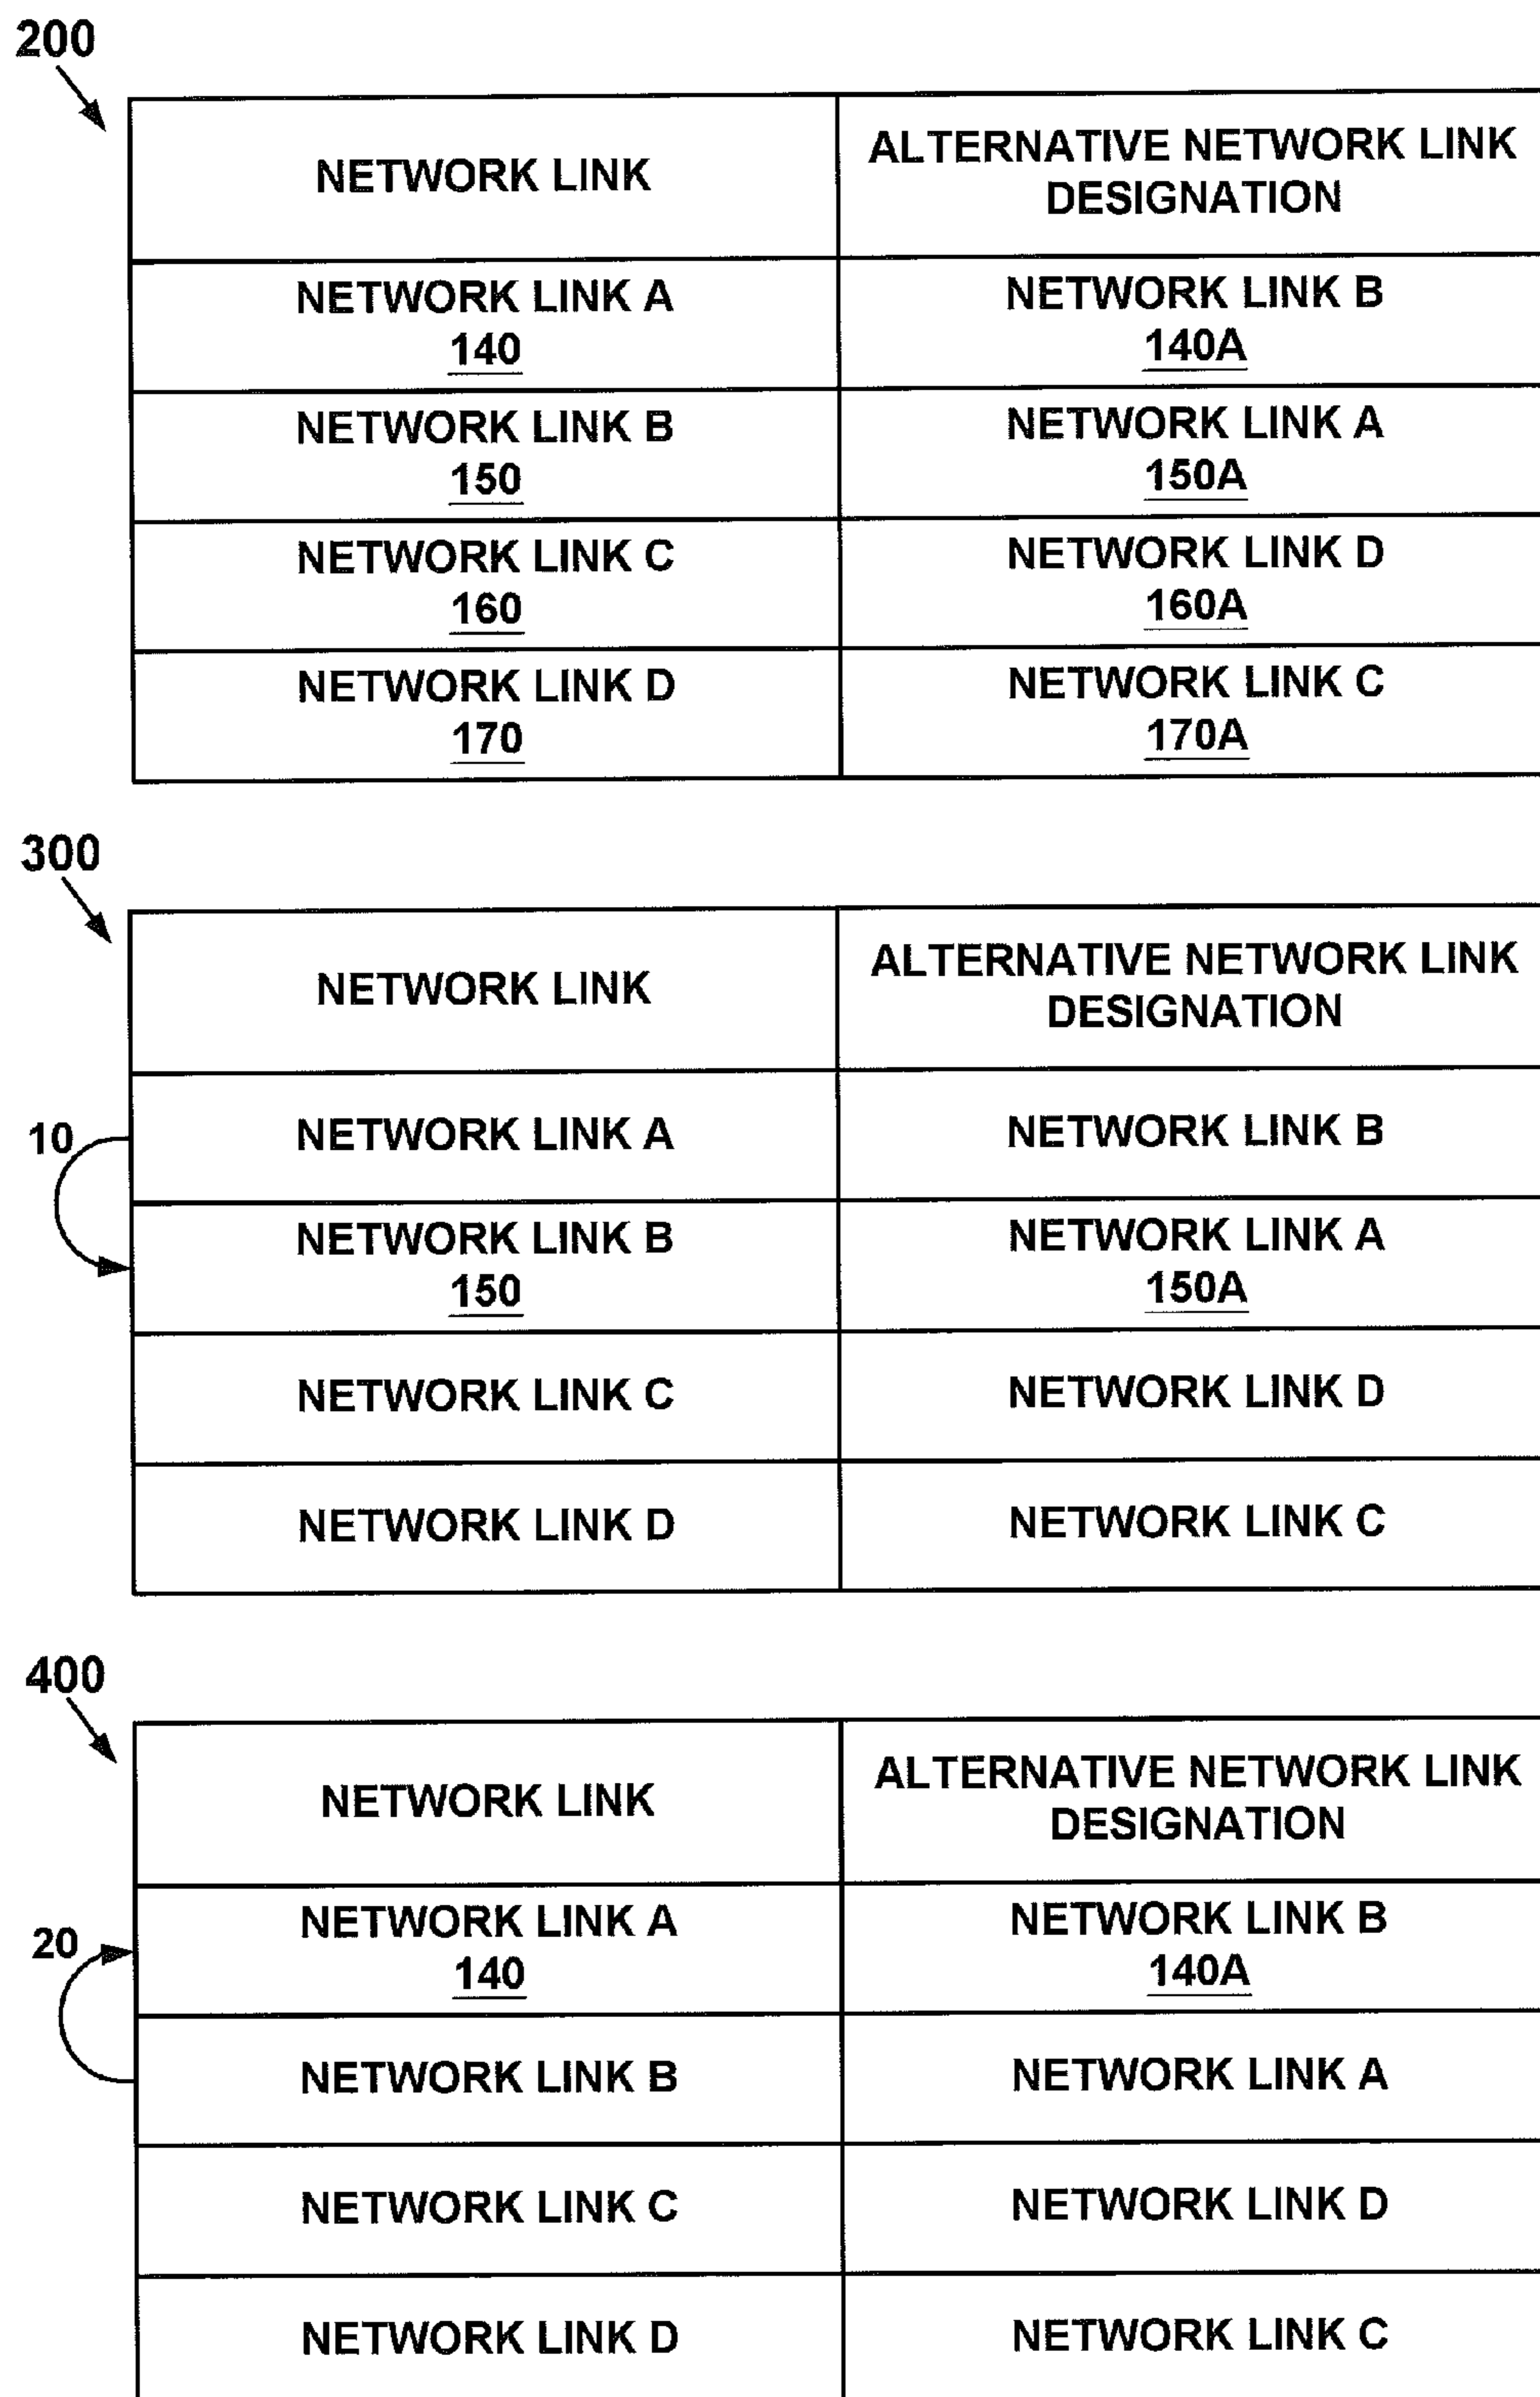 200
NETWORK LINK
ALTERNATIVE NETWORK LINK
DESIGNATION
NETWORK LINK A
140
NETWORK LINK B
140A
NETWORK LINK B
150
NETWORK LINK A
150A
NETWORK LINK C
160
NETWORK LINK D
160A
NETWORK LINK D
170
NETWORK LINK C
170A
300
NETWORK LINK
ALTERNATIVE NETWORK LINK
DESIGNATION
10
NETWORK LINK A
NETWORK LINK B
NETWORK LINK B
150
NETWORK LINK A
150A
NETWORK LINK C
NETWORK LINK D
NETWORK LINK D
NETWORK LINK C
400
NETWORK LINK
ALTERNATIVE NETWORK LINK
DESIGNATION
20
NETWORK LINK A
140
NETWORK LINK B
140A
NETWORK LINK B
NETWORK LINK A
NETWORK LINK C
NETWORK LINK D
NETWORK LINK D
NETWORK LINK C